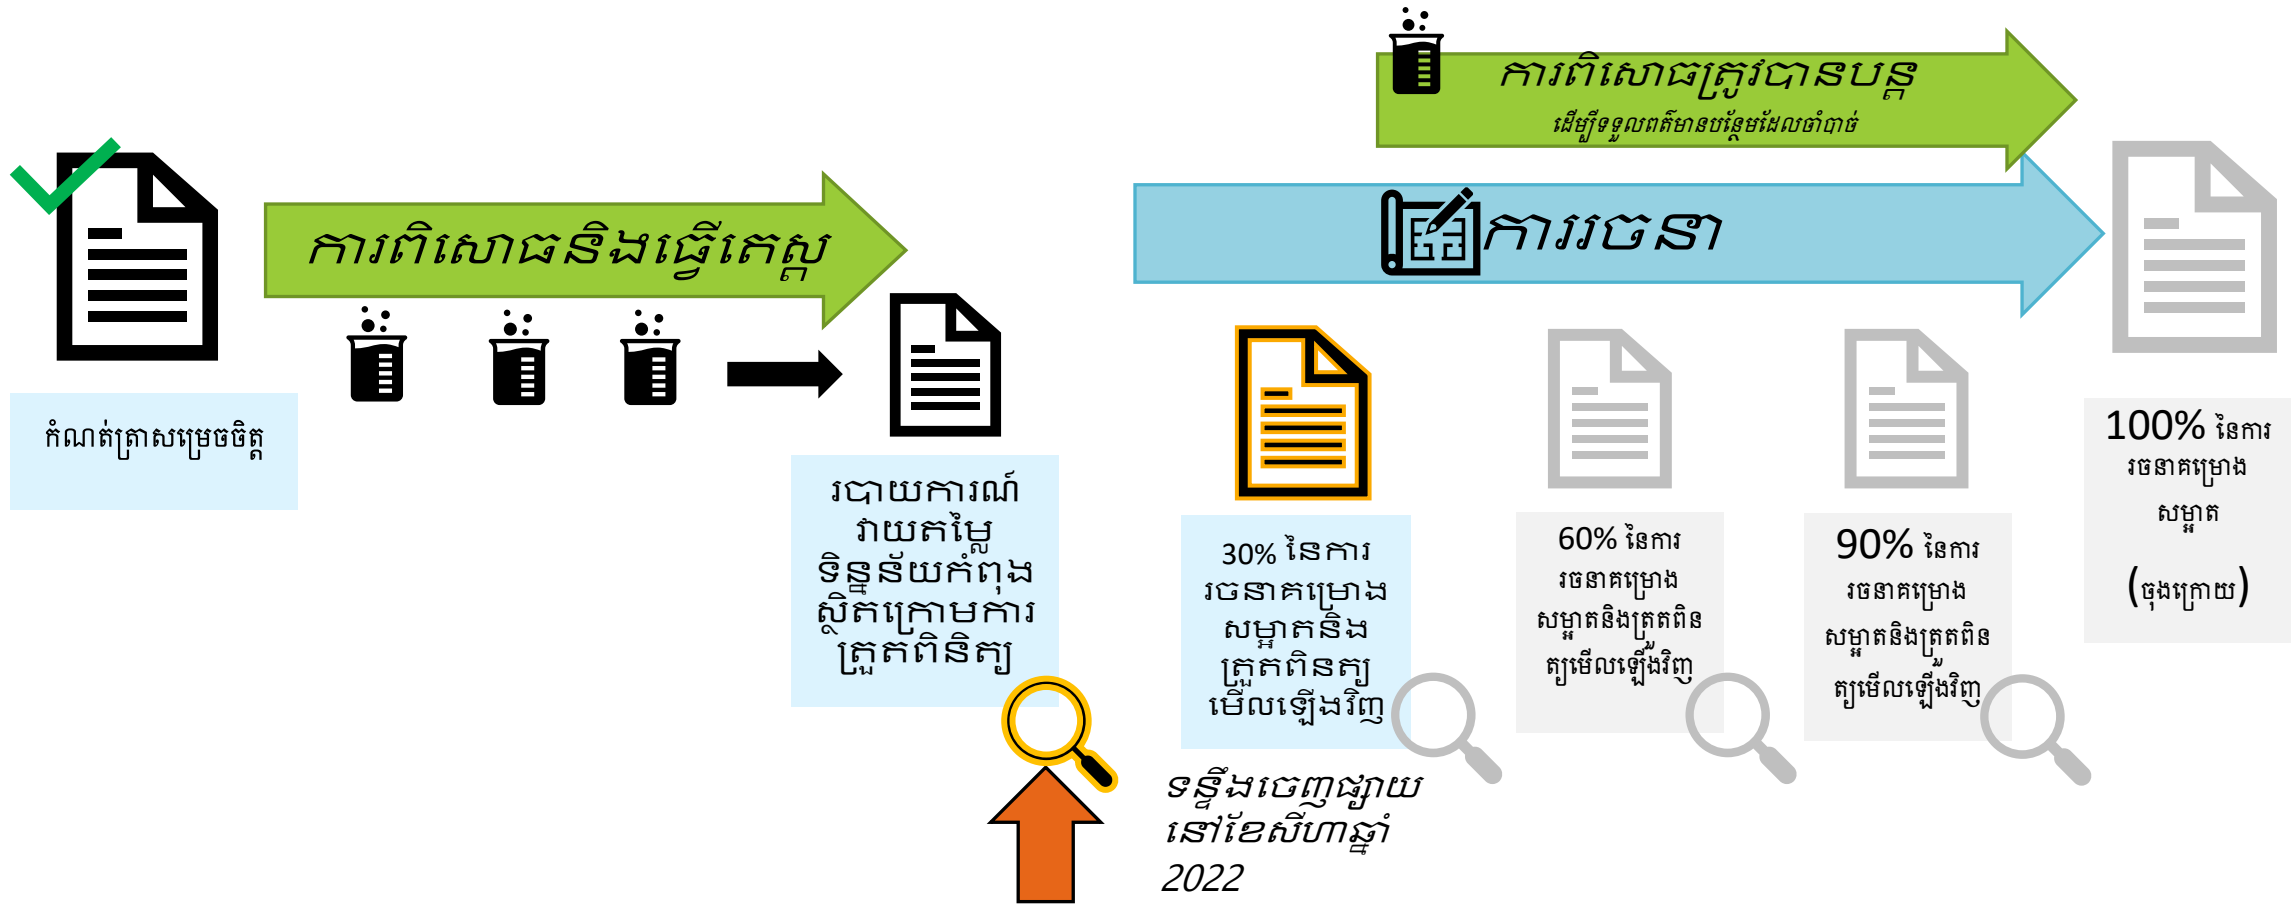 ការពិសោធត្រូវបានបន្ត
ដើម្បីទទួលពត៌មានបន្ថែមដែលចាំបាច់
ការពិសោធនិងធ្វើតេស្ត
ការរចនា
កំណត់ត្រាសម្រេចចិត្ត
របាយការណ៍
វាយតម្លៃ
ទិន្នន័យកំពុង
ស្ថិតក្រោមការ
ត្រួតពិនិត្យ
30% នៃការ
រចនាគម្រោង
សម្អាតនិង
ត្រួតពិនត្យ
មើលឡើងវិញ
ទន្ទឹងចេញផ្សាយ
នៅខែសីហាឆ្នាំ
2022
60% នៃការ
រចនាគម្រោង
សម្អាតនិងត្រួតពិន
ត្យមើលឡើងវិញ
90% នៃការ
រចនាគម្រោង
សម្អាតនិងត្រួតពិន
ត្យមើលឡើងវិញ
100% នៃការ
រចនាគម្រោង
សម្អាត
(ចុងក្រោយ)